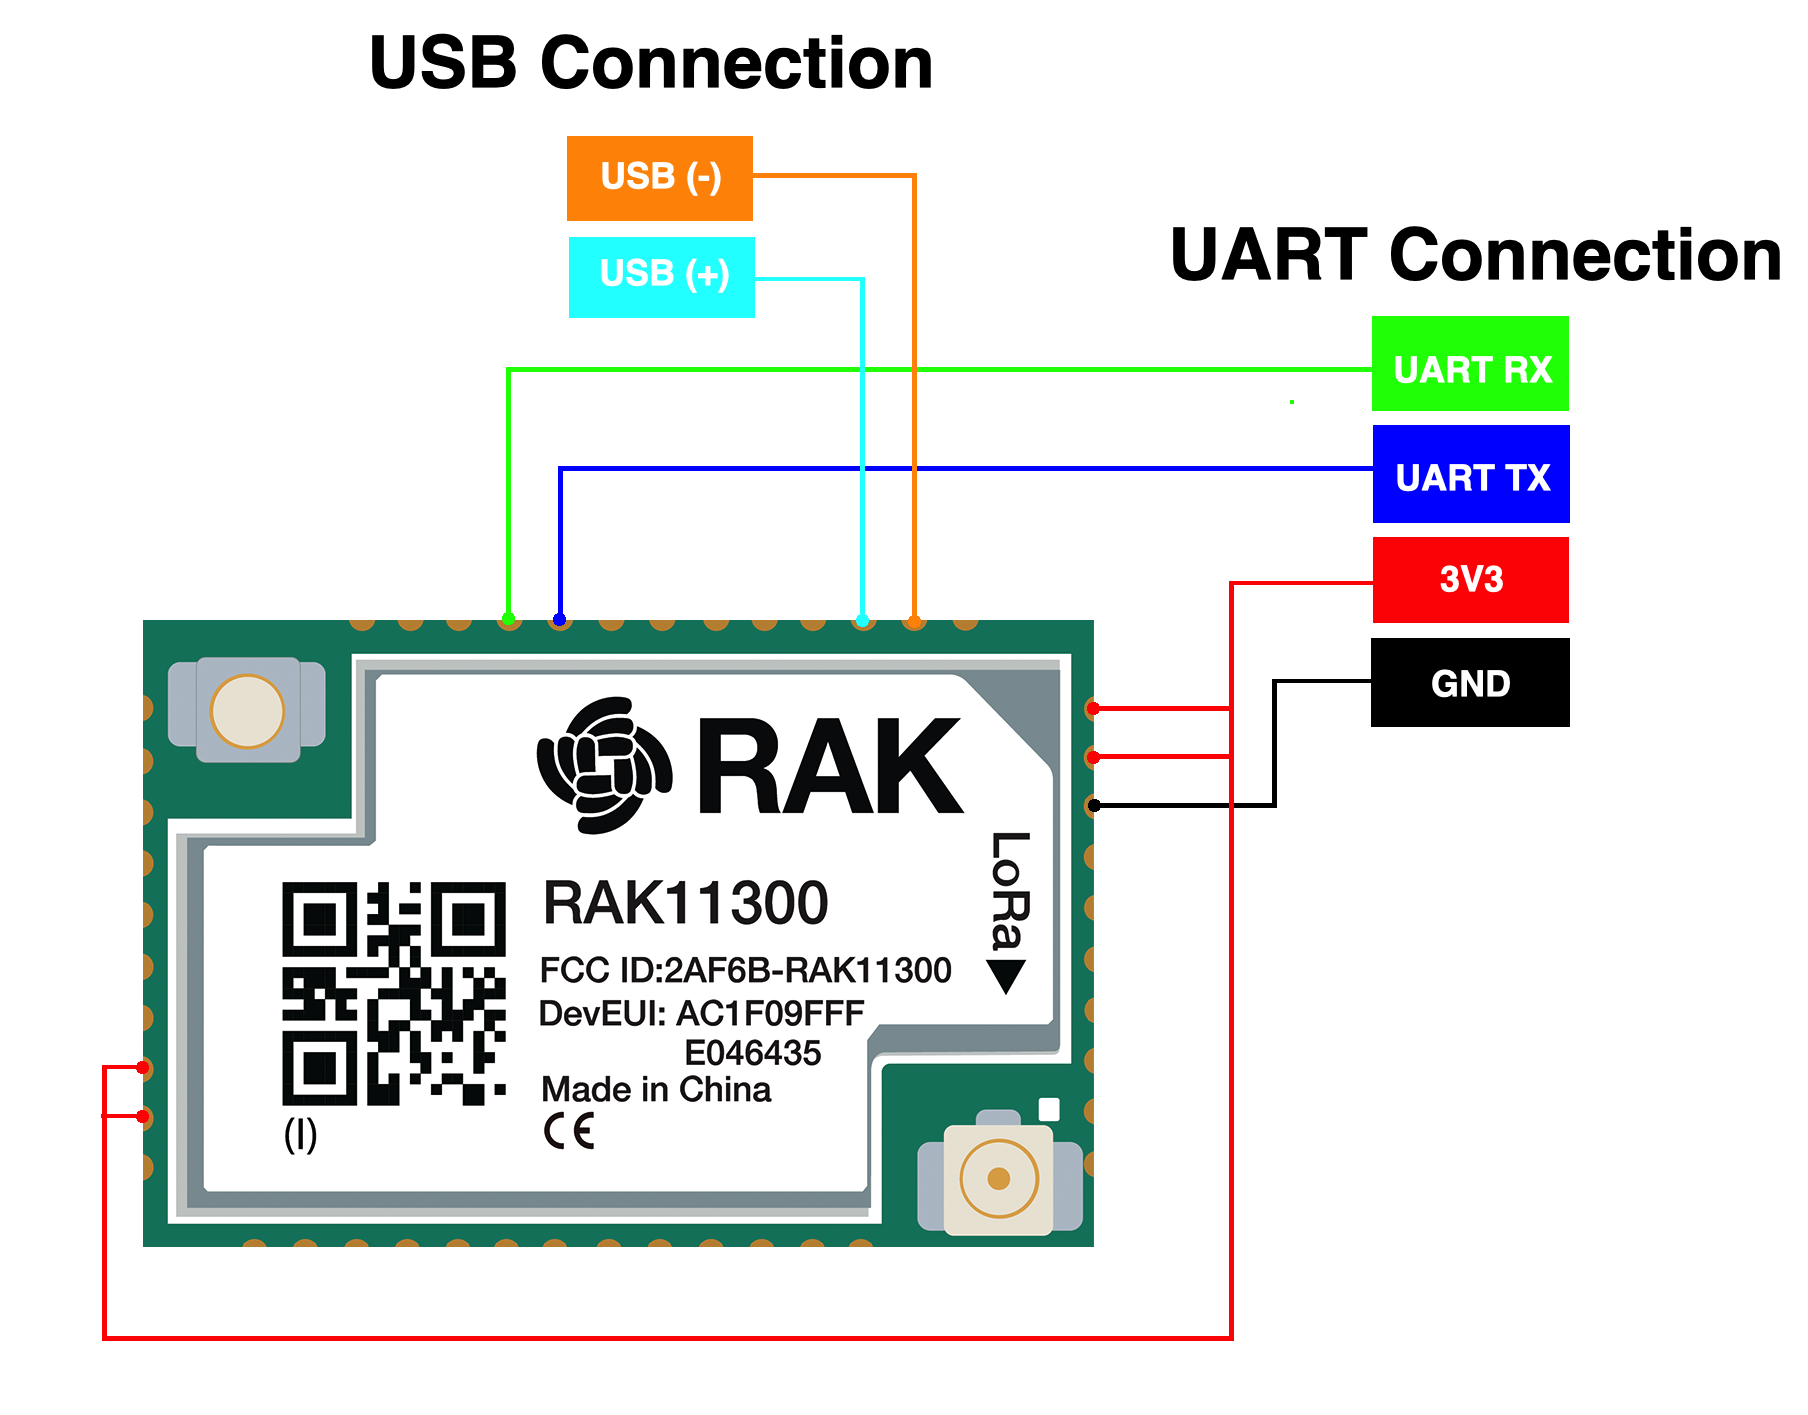 USB Connection
USB (-)
USB (+)
UART Connection
UART RX
UART TX
3V3
GND
RAK
LoRa
RAK11300
FCC ID:2AF6B-RAK11300
DevEUI: AC1F09FFF
E046435
Made in China
CE
(I)